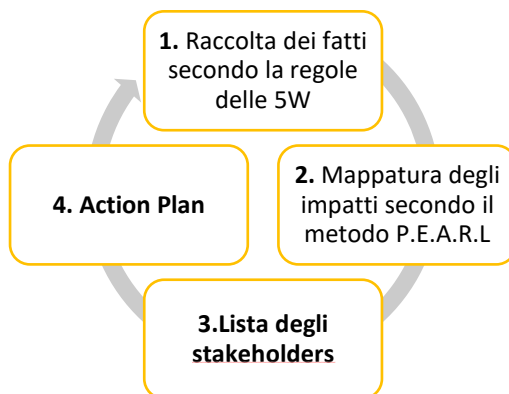 1. Raccolta dei fatti
secondo la regole
delle 5W
2. Mappatura degli
impatti secondo il
metodo P.E.A.R.L
3.Lista degli
stakeholders
4. Action Plan